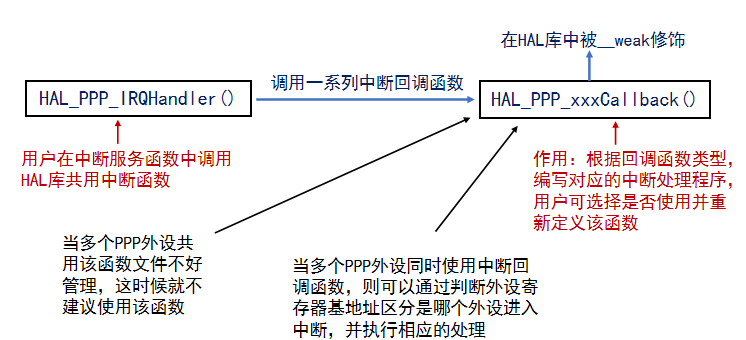 在HAL库中被__weak修饰
HAL_PPP_IRQHandler()
调用一系列中断回调函数
HAL_PPP_xxxCallback()
用户在中断服务函数中调用
HAL库共用中断函数
作用：根据回调函数类型，
编写对应的中断处理程序，
用户可选择是否使用并重
新定义该函数
当多个PPP外设共
用该函数文件不好
管理，这时候就不
建议使用该函数
当多个PPP外设同时使用中断回
调函数，则可以通过判断外设寄
存器基地址区分是哪个外设进入
中断，并执行相应的处理